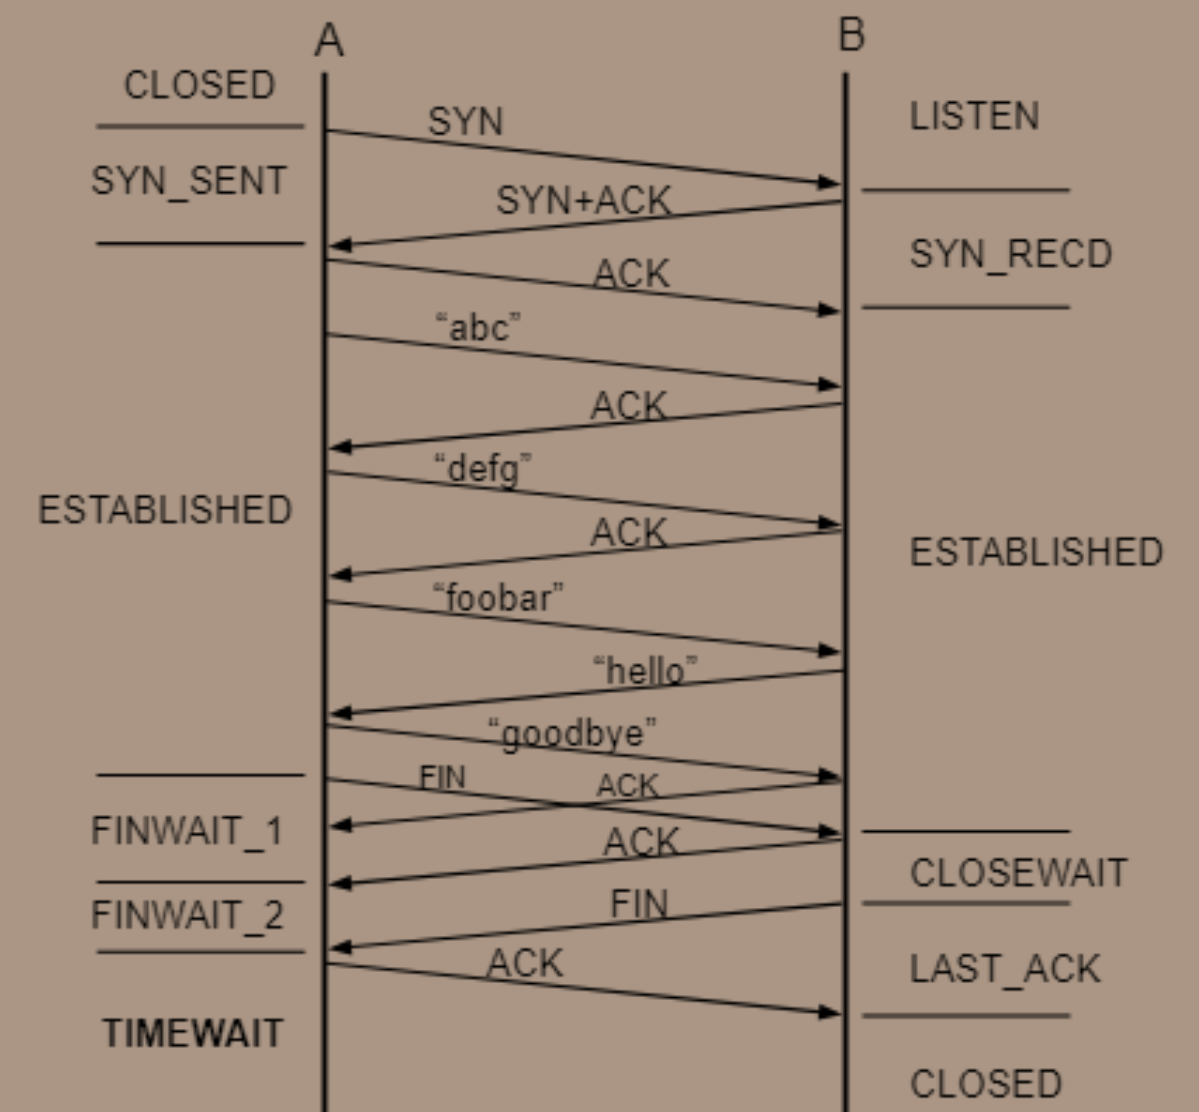 A
B
CLOSED
LISTEN
SYN
SYN_SENT
SYN+ACK
SYN_RECD
ACK
“abc”
ACK
“defg”
ESTABLISHED
ACK
ESTABLISHED
“foobar”
“hello”
“goodbye”
FIN
ACK
FINWAIT_1
ACK
CLOSEWAIT
FINWAIT_2
FIN
ACK
LAST_ACK
TIMEWAIT
CLOSED